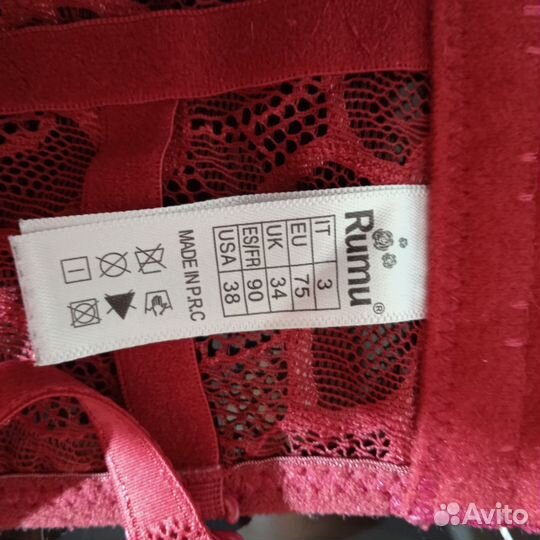 Rumu®
IT 3
EU 75
UK 34
ES/FR 90
USA 38
MADE IN P.R.C
Avito